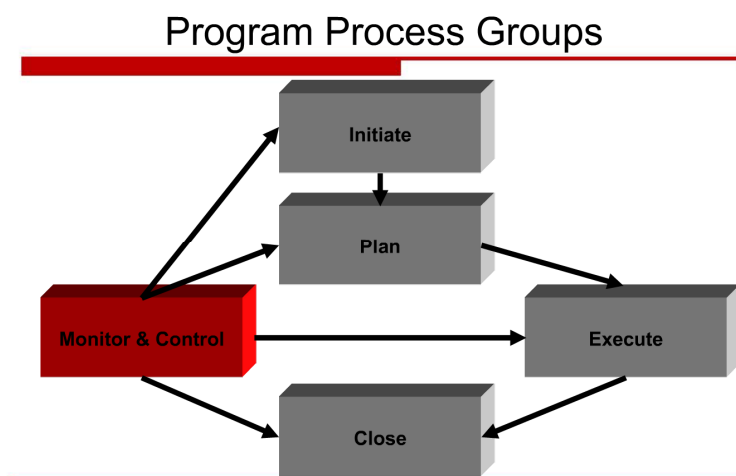 Program Process Groups
Initiate
Plan
Monitor & Control
Execute
Close